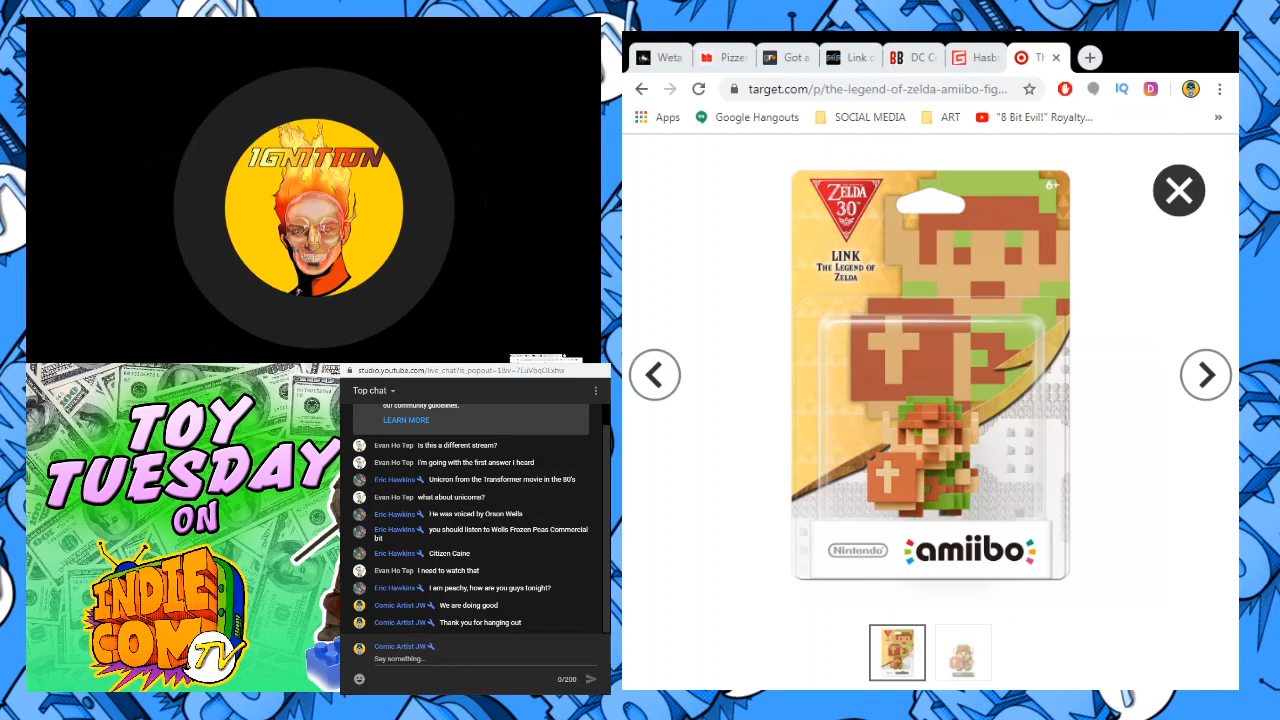 IGNITION
TOY
TUESDAY
ON
INDIE
COM
TV
studio.youtube.com/live_chat?is_popout=1&v=7LuVbqOLxhw
Top chat
our community guidelines.
LEARN MORE
Evan Ho Tep Is this a different stream?
Evan Ho Tep I'm going with the first answer I heard
Eric Hawkins Unicron from the Transformer movie in the 80's
Evan Ho Tep what about unicorns?
Eric Hawkins He was voiced by Orson Wells
Eric Hawkins you should listen to Wells Frozen Peas Commercial
bit
Eric Hawkins Citizen Caine
Evan Ho Tep I need to watch that
Eric Hawkins I am peachy, how are you guys tonight?
Comic Artist JW We are doing good
Comic Artist JW Thank you for hanging out
Comic Artist JW
Say something...
0/200
Weta Pizzer Got a Link o DC C Hasb Th
target.com/p/the-legend-of-zelda-amiibo-fig...
Apps Google Hangouts SOCIAL MEDIA ART "8 Bit Evil!" Royalty...
ZELDA
30
6+
LINK
THE LEGEND OF
ZELDA
Nintendo amiibo